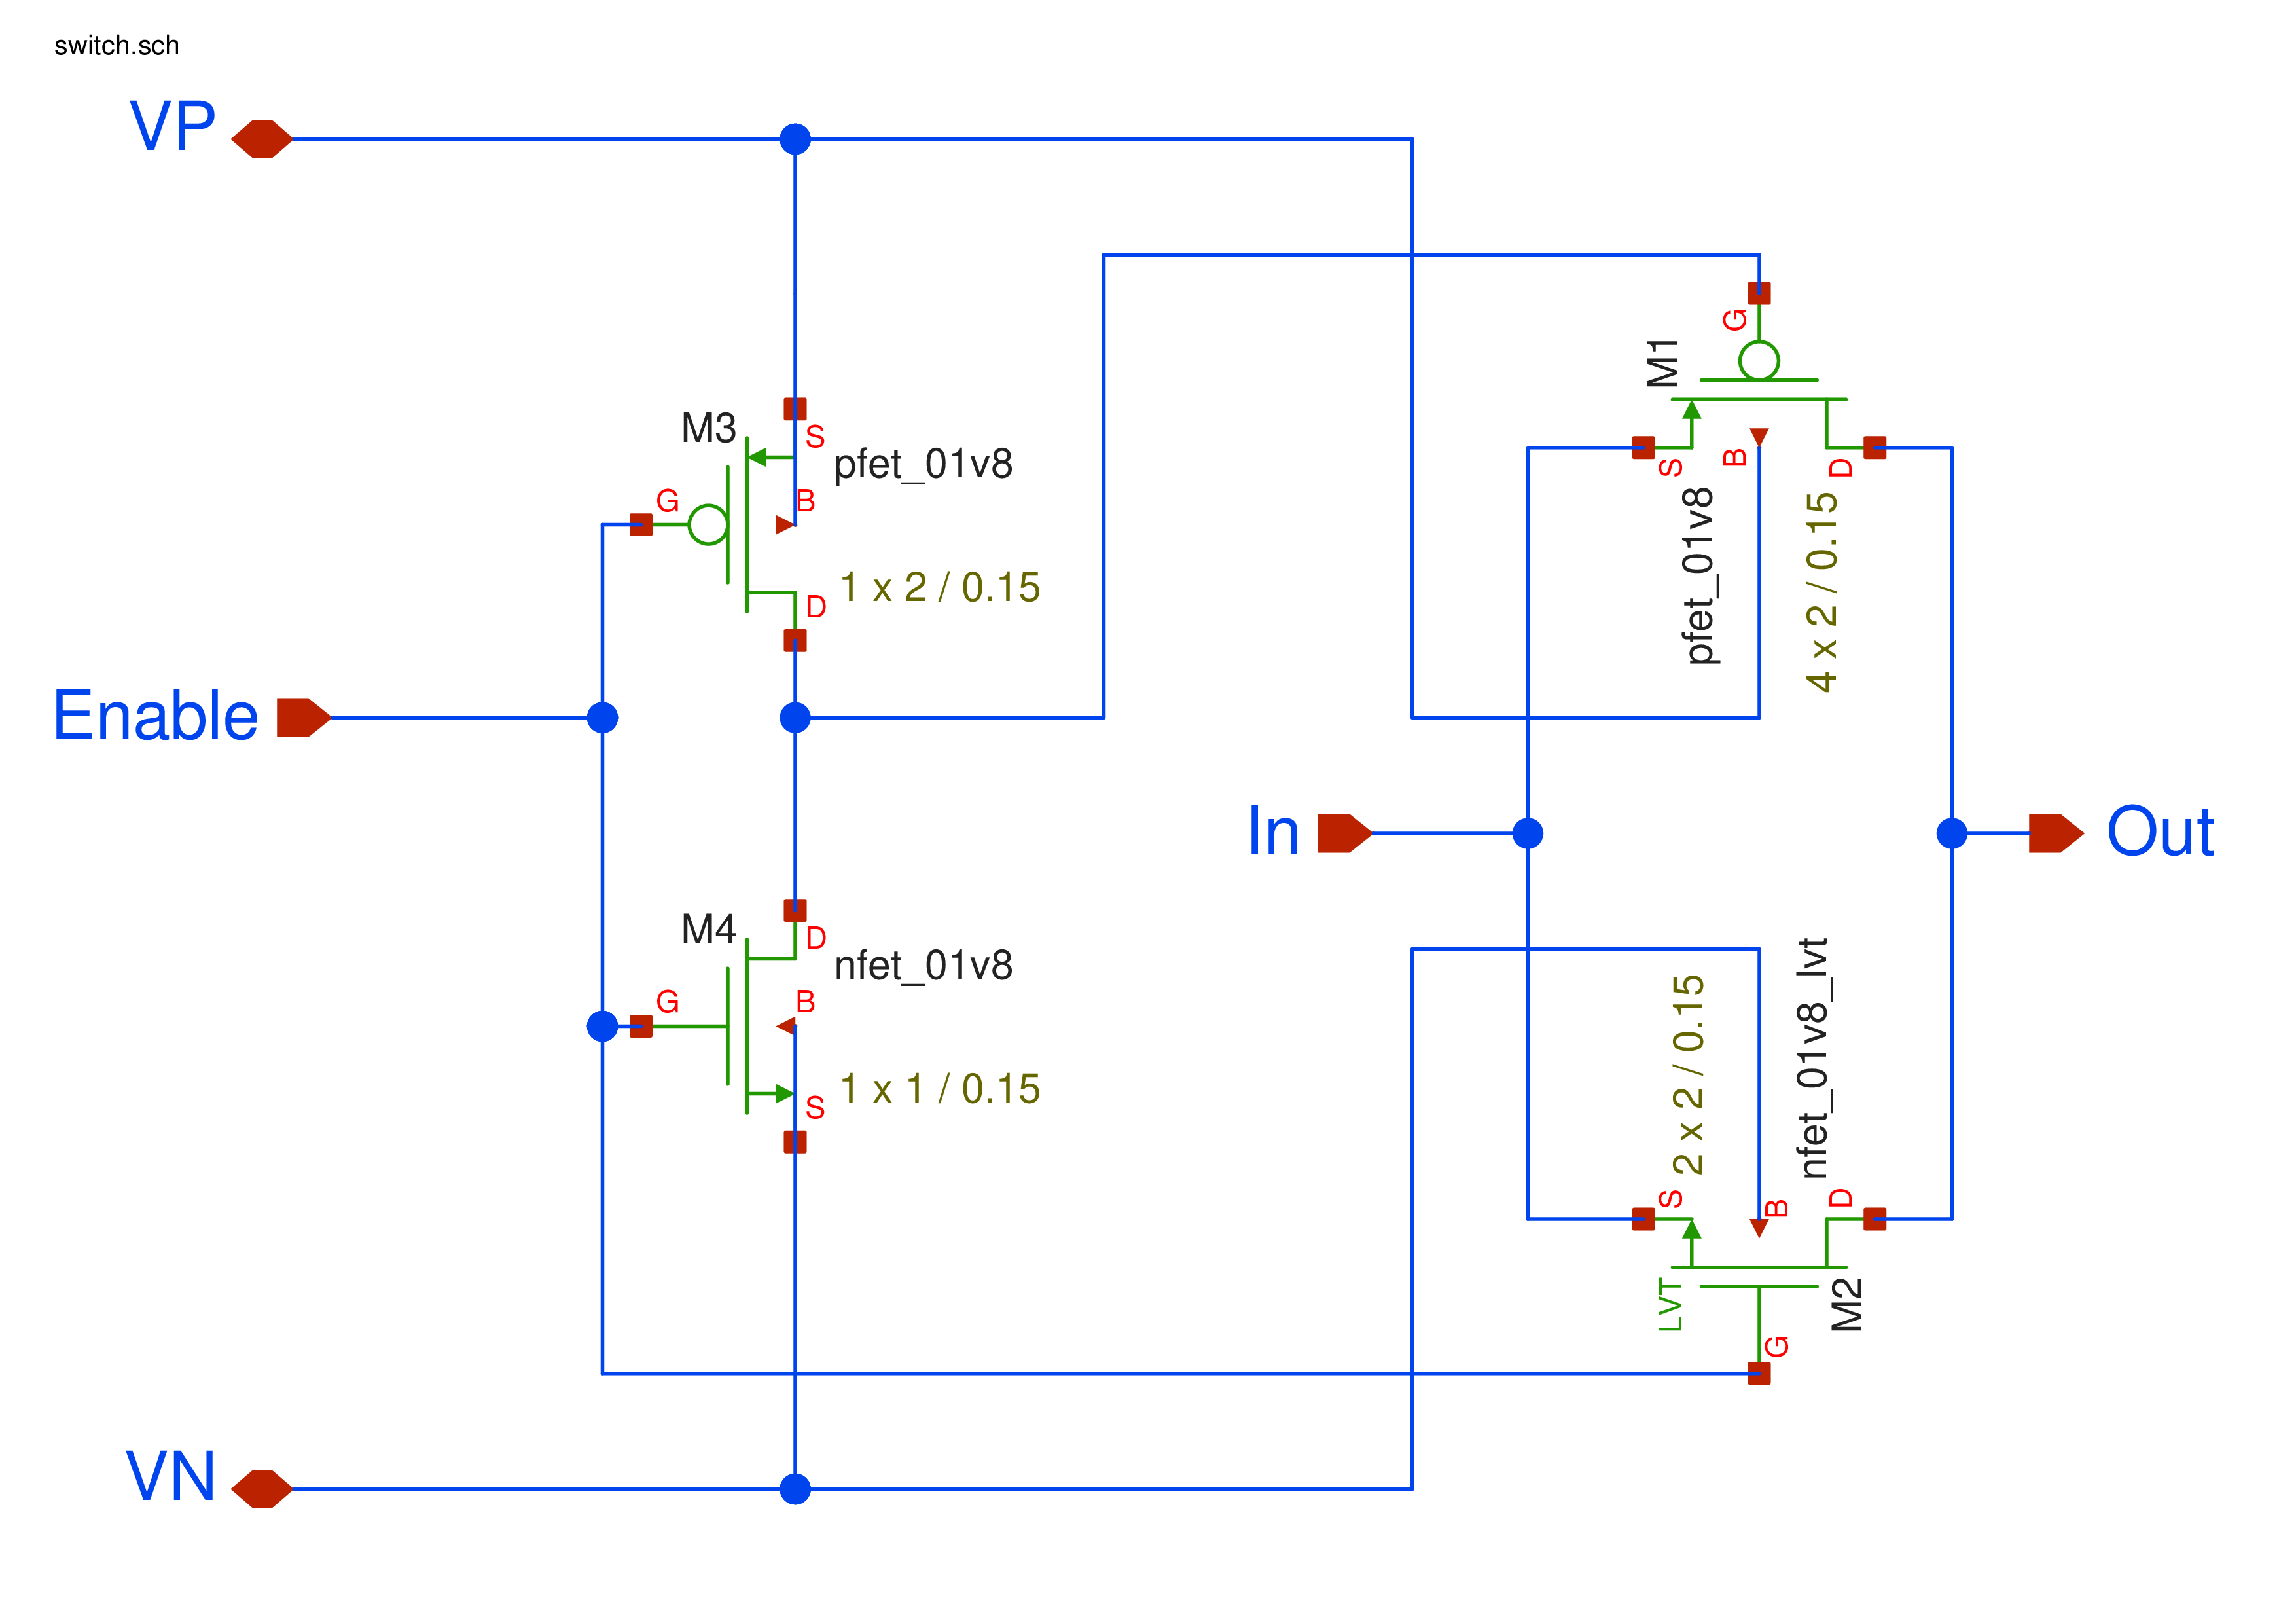 switch.sch
VP
G
M1
M3
S
pfet_01v8
S
B
D
G
B
pfet_01v8
4 x 2 / 0.15
1 x 2 / 0.15
D
Enable
In
Out
M4
D
nfet_01v8
G
B
2 x 2 / 0.15
nfet_01v8_lvt
1 x 1 / 0.15
S
S
B
D
LVT
M2
G
VN